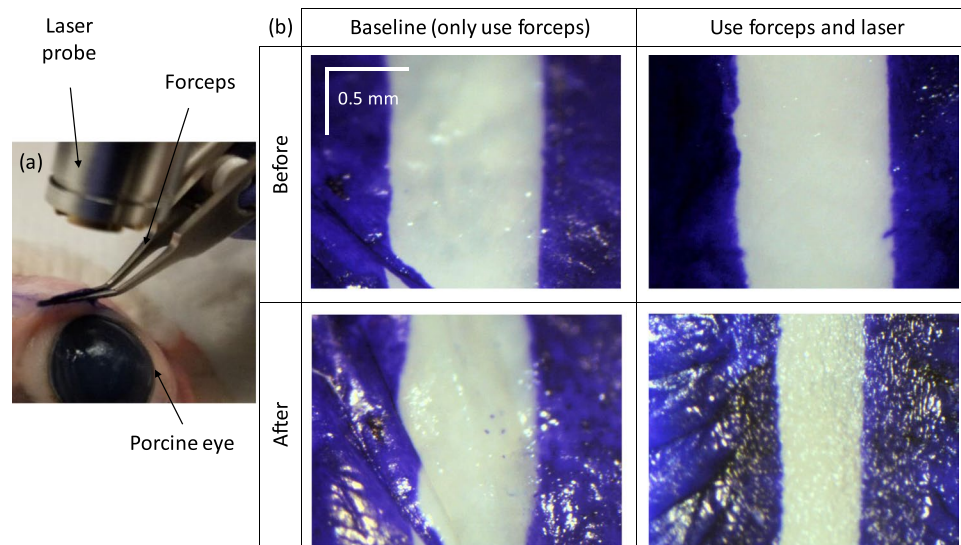 Laser
probe
Forceps
(a)
Porcine eye
(b)
Baseline (only use forceps)
Use forceps and laser
Before
0.5 mm
After